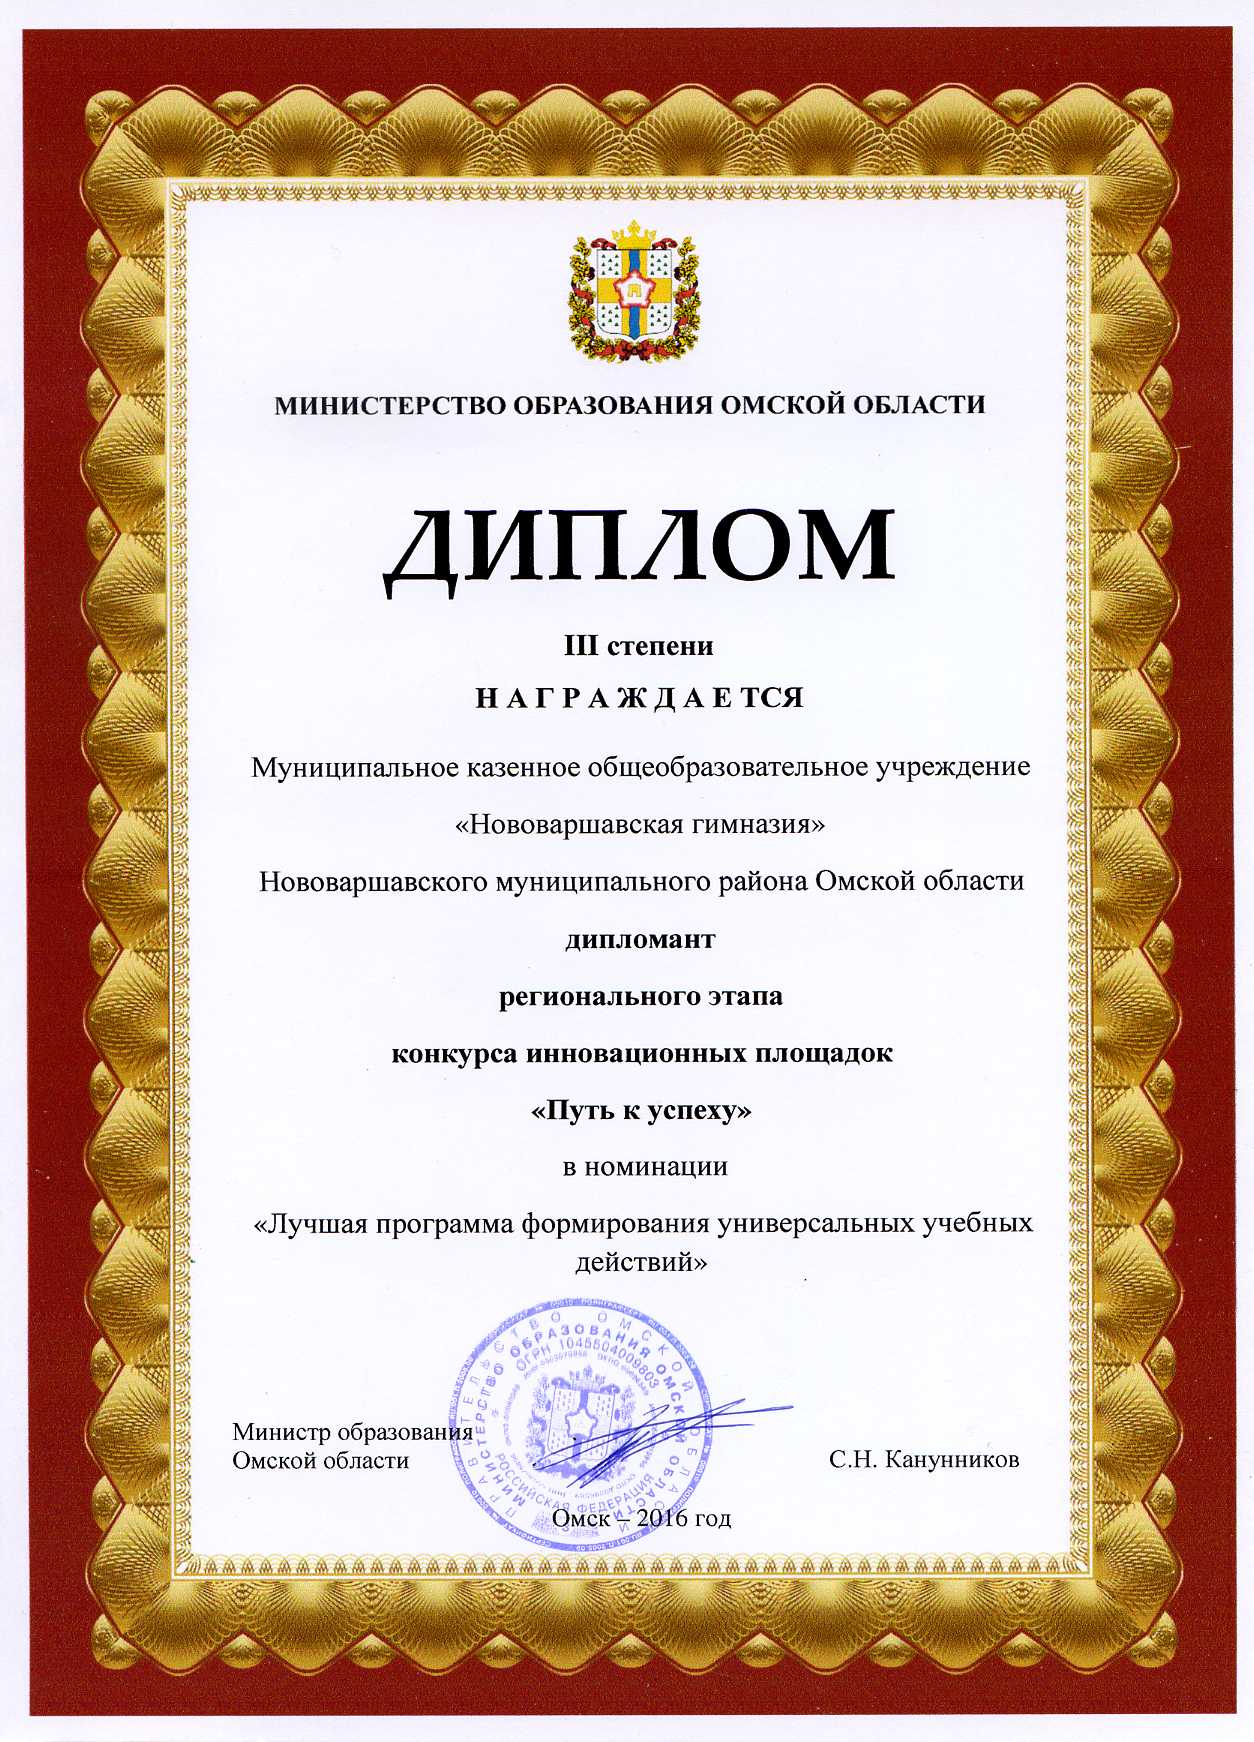 МИНИСТЕРСТВО ОБРАЗОВАНИЯ ОМСКОЙ ОБЛАСТИ
ДИПЛОМ
III степени
Н А Г Р А Ж Д А Е ТСЯ
Муниципальное казенное общеобразовательное учреждение
«Нововаршавская гимназия»
Нововаршавского муниципального района Омской области
дипломант
регионального этапа
конкурса инновационных площадок
«Путь к успеху»
в номинации
«Лучшая программа формирования универсальных учебных
действий»
ПРАВИТЕЛЬСТВО ОМСКОЙ ОБЛАСТИ
МИНИСТЕРСТВО ОБРАЗОВАНИЯ ОМСКОЙ ОБЛАСТИ
ОГРН 1045504009803
РОССИЙСКАЯ ФЕДЕРАЦИЯ
Министр образования
Омской области
С.Н. Канунников
Омск – 2016 год